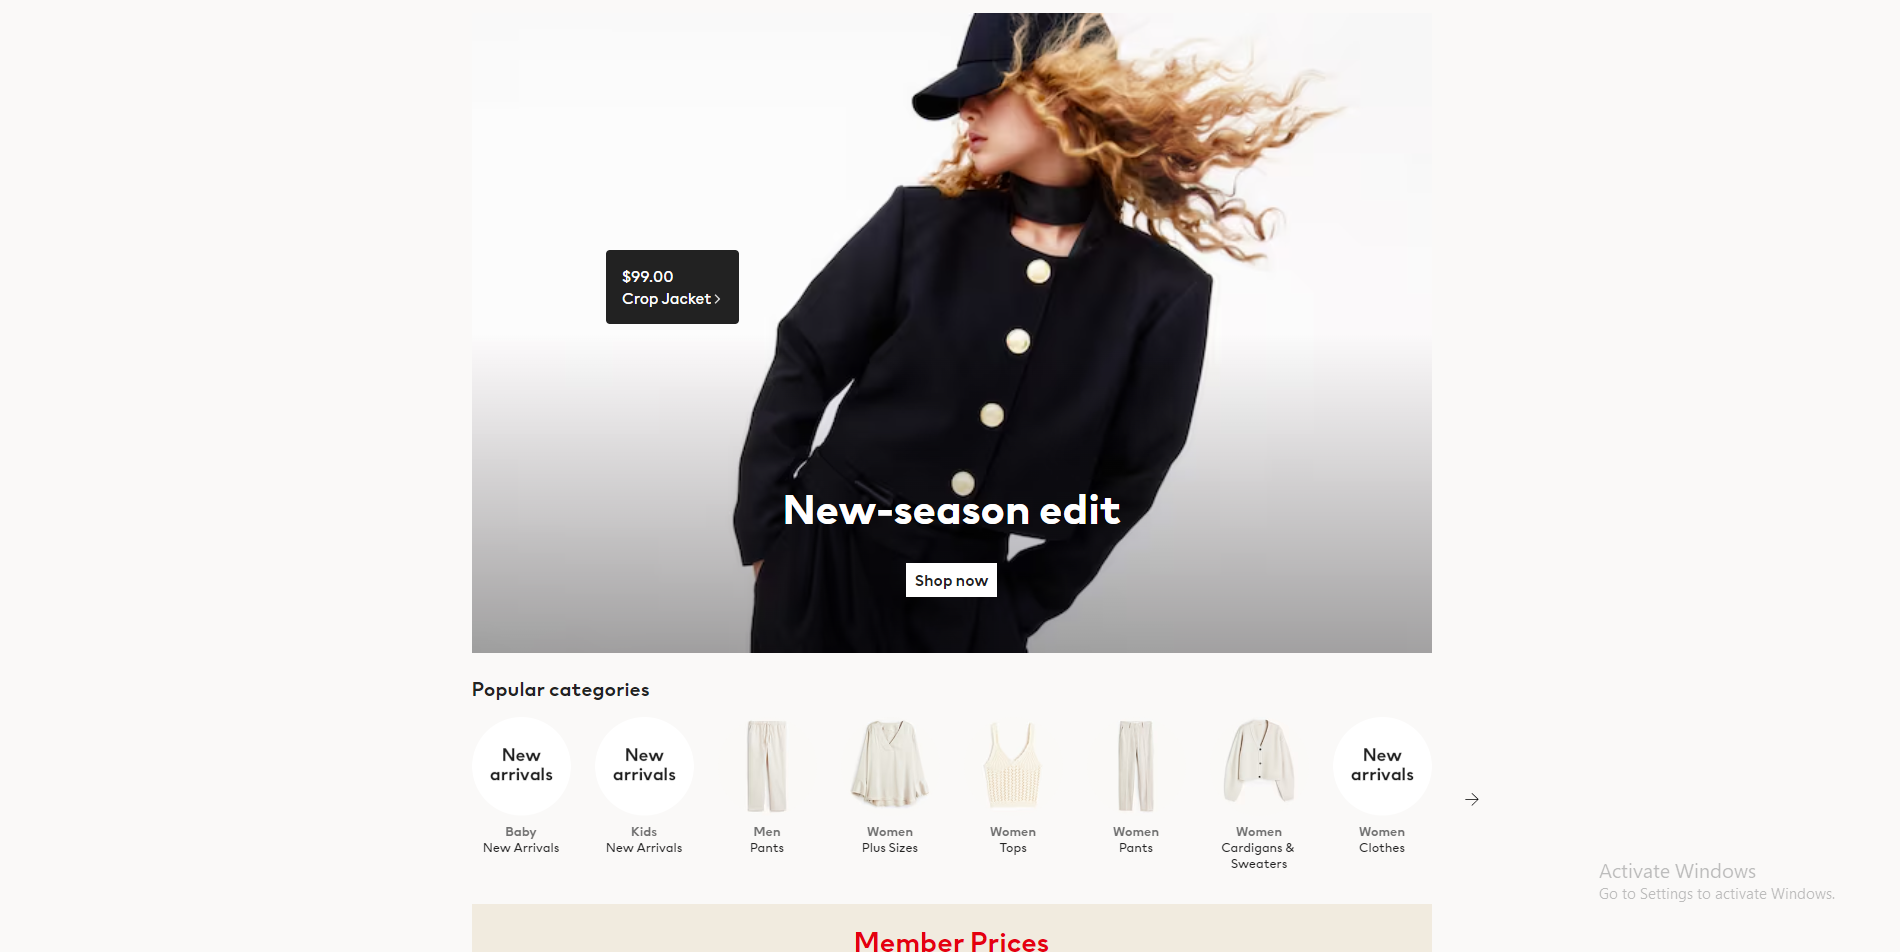 $99.00
Crop Jacket
New-season edit
Shop now
Popular categories
New
arrivals
Baby
New Arrivals
New
arrivals
Kids
New Arrivals
Men
Pants
Women
Plus Sizes
Women
Tops
Women
Pants
Women
Cardigans &
Sweaters
New
arrivals
Women
Clothes
Activate Windows
Go to Settings to activate Windows.
Member Prices